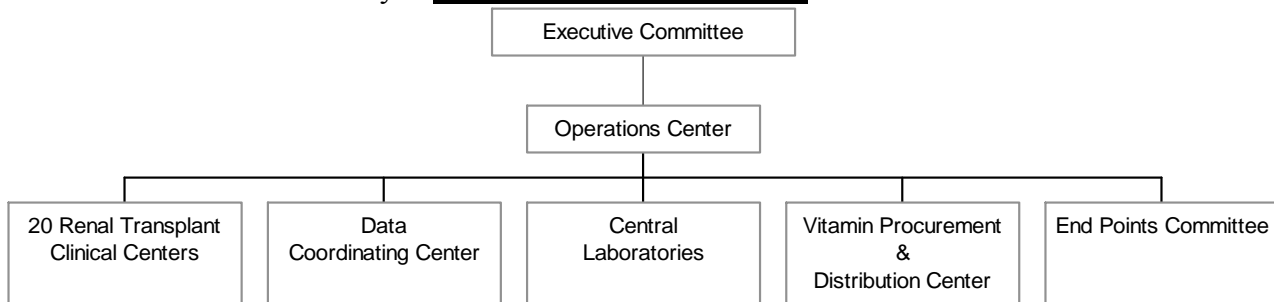 Executive Committee
Operations Center
20 Renal Transplant
Clinical Centers
Data
Coordinating Center
Central
Laboratories
Vitamin Procurement
&
Distribution Center
End Points Committee